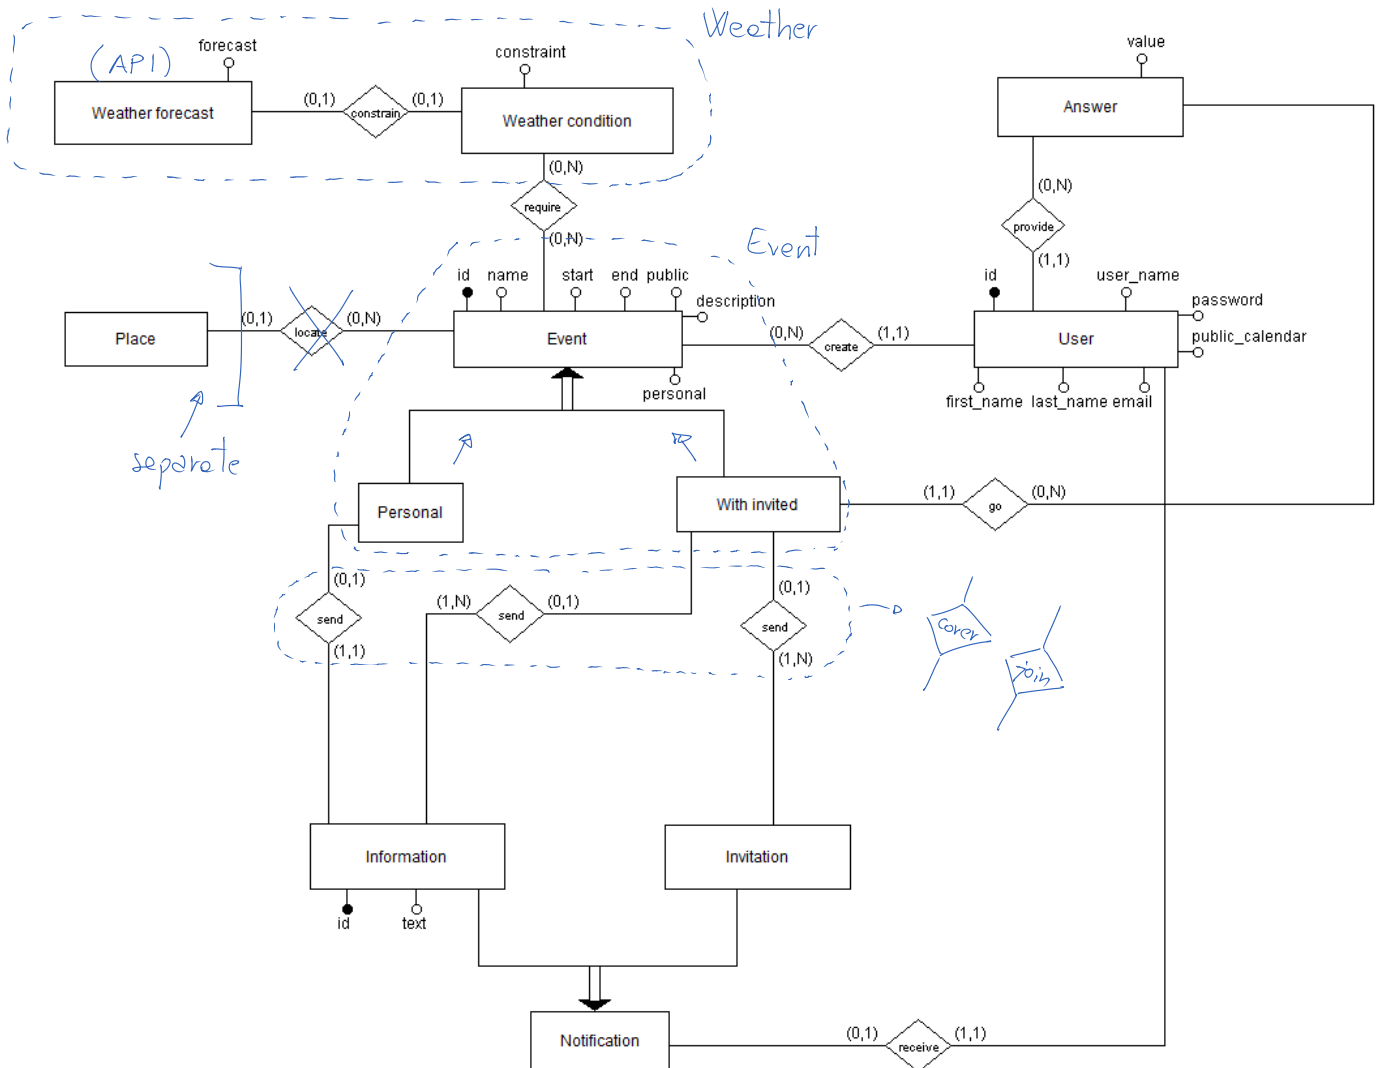 Weather
(API)
forecast
constraint
value
Weather forecast
(0,1)
constrain
(0,1)
Weather condition
Answer
(0,N)
require
(0,N)
(0,N)
provide
(1,1)
Event
id
name
start
end
public
description
id
user_name
password
public_calendar
Place
(0,1)
locate
(0,N)
Event
(0,N)
create
(1,1)
User
personal
first_name
last_name
email
separate
Personal
With invited
(1,1)
go
(0,N)
(0,1)
send
(1,1)
(1,N)
send
(0,1)
(0,1)
send
(1,N)
cover
join
Information
Invitation
id
text
Notification
(0,1)
receive
(1,1)